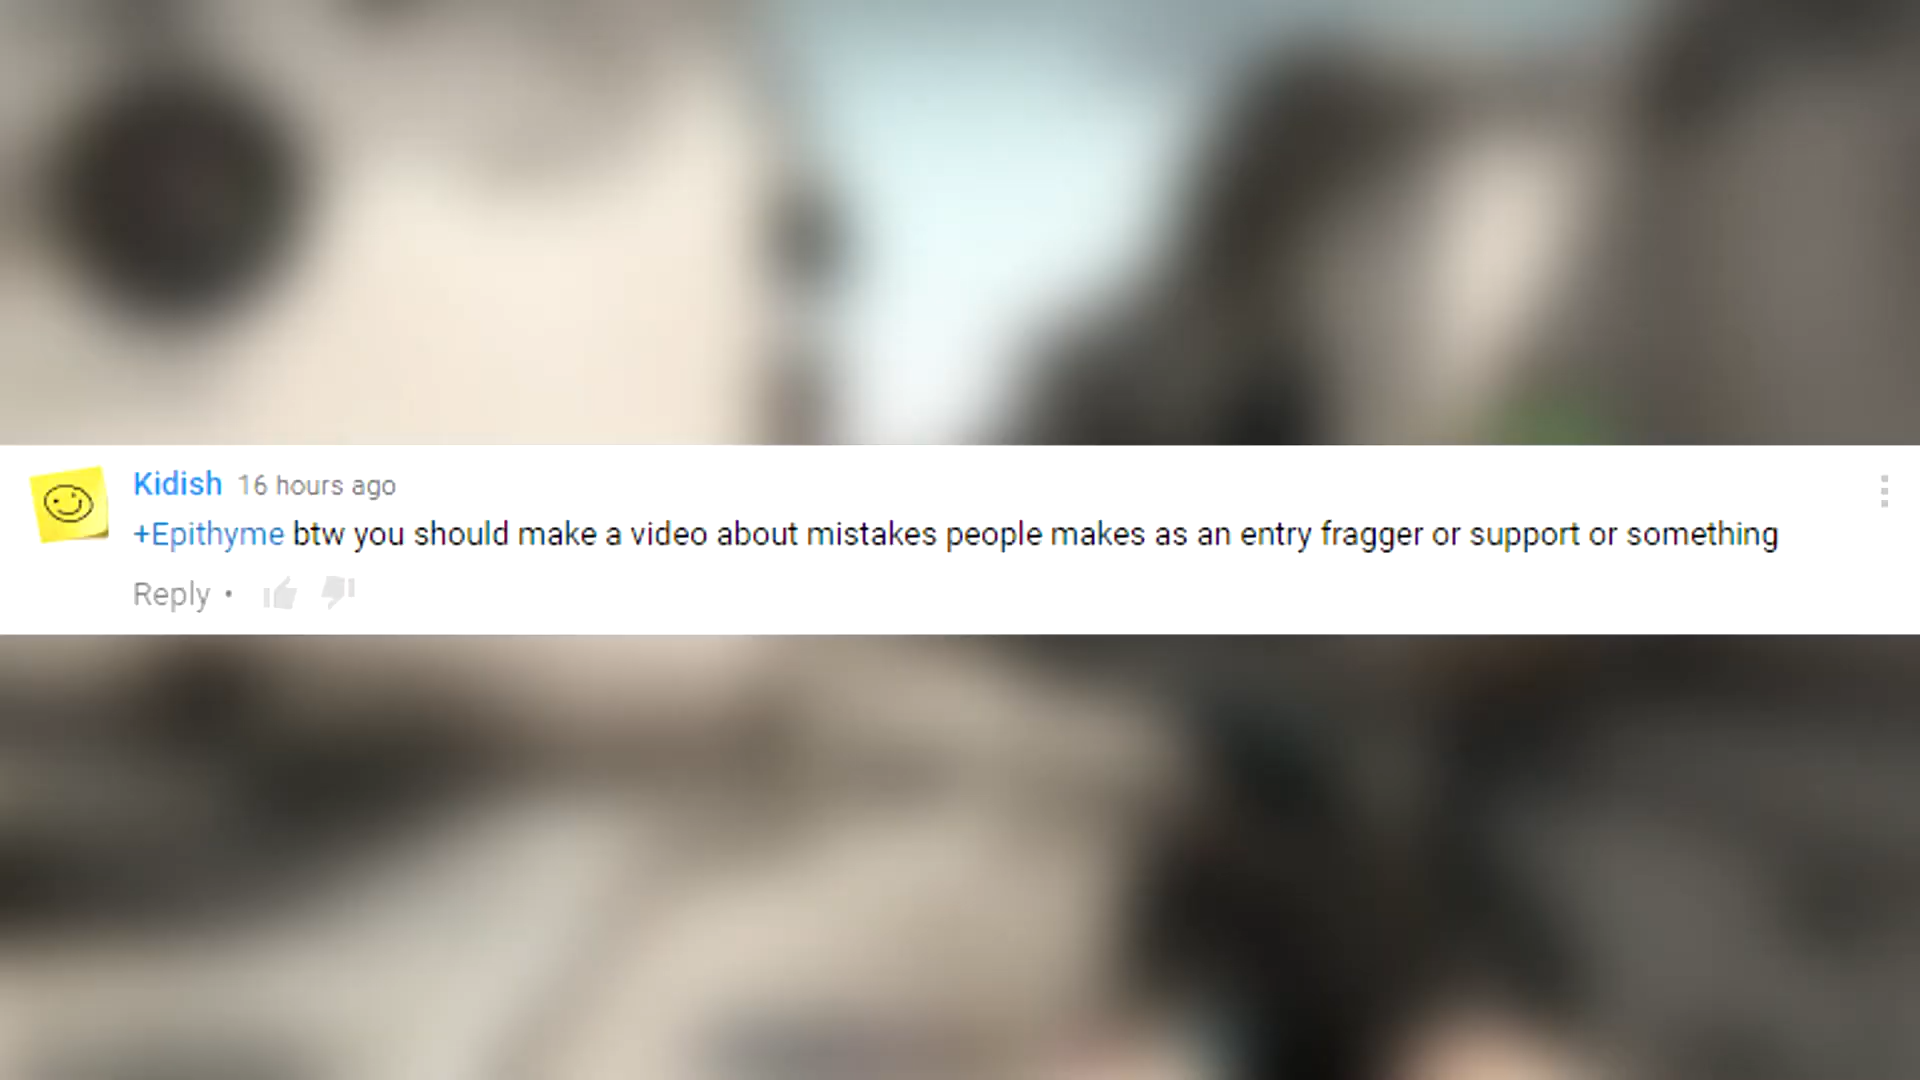 Kidish 16 hours ago
+Epithyme btw you should make a video about mistakes people makes as an entry fragger or support or something
Reply •